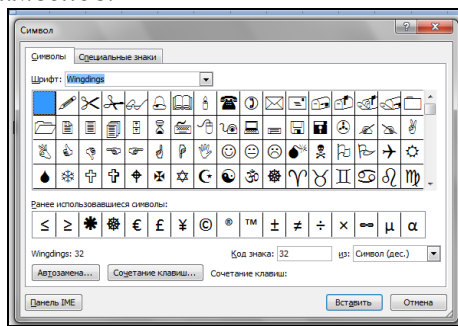 Символ
Символы Специальные знаки
Шрифт: Wingdings
Ранее использовавшиеся символы:
≤ ≥ ✱ ☸ € £ ¥ © ® ™ ± ≠ ÷ × ∞ µ α
Wingdings: 32 Код знака: 32 из: Символ (дес.)
Автозамена... Сочетание клавиш... Сочетание клавиш:
Панель IME Вставить Отмена